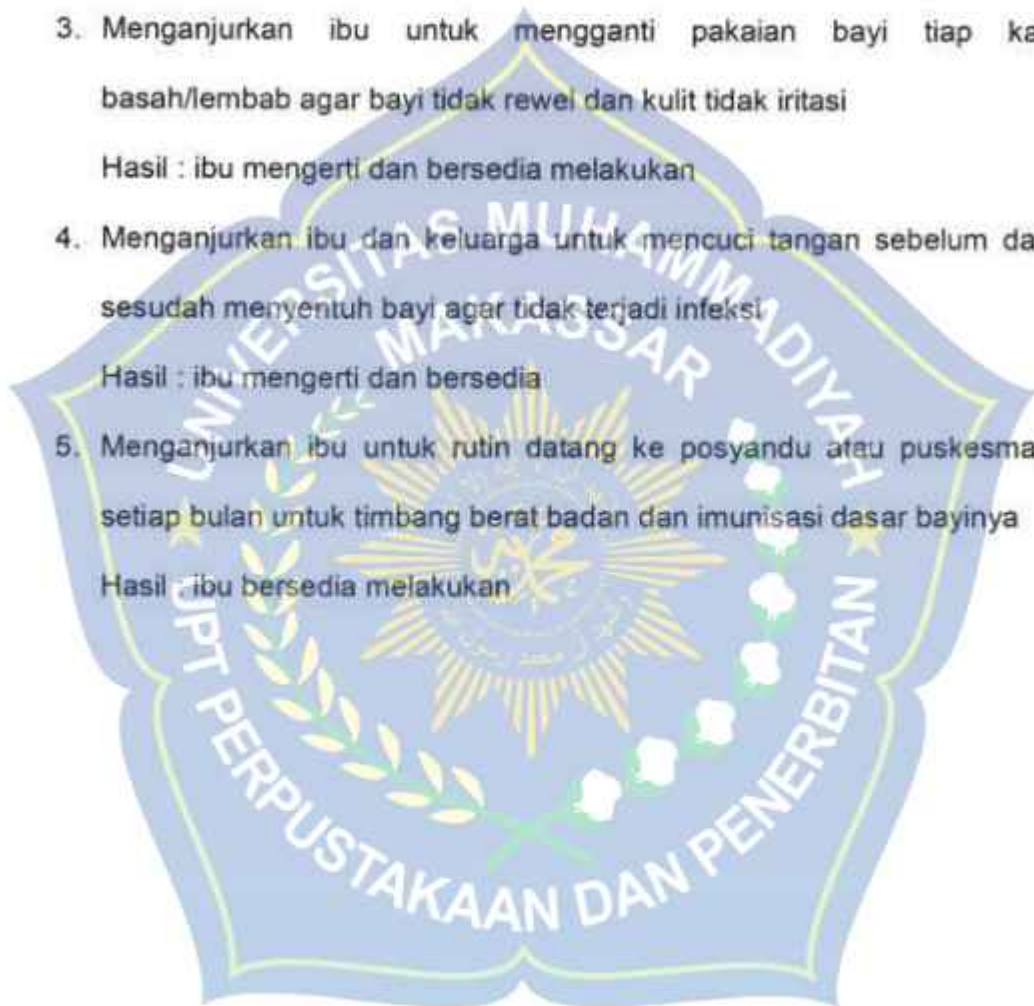 3. Menganjurkan ibu untuk mengganti pakaian bayi tiap ka
basah/lembab agar bayi tidak rewel dan kulit tidak iritasi
Hasil : ibu mengerti dan bersedia melakukan
4. Menganjurkan ibu dan keluarga untuk mencuci tangan sebelum da
sesudah menyentuh bayi agar tidak terjadi infeksi
Hasil : ibu mengerti dan bersedia
5. Menganjurkan ibu untuk rutin datang ke posyandu atau puskesma
setiap bulan untuk timbang berat badan dan imunisasi dasar bayinya
Hasil : ibu bersedia melakukan
UNIVERSITAS MUHAMMADIYAH
MAKASSAR
UPT PERPUSTAKAAN DAN PENERBITAN